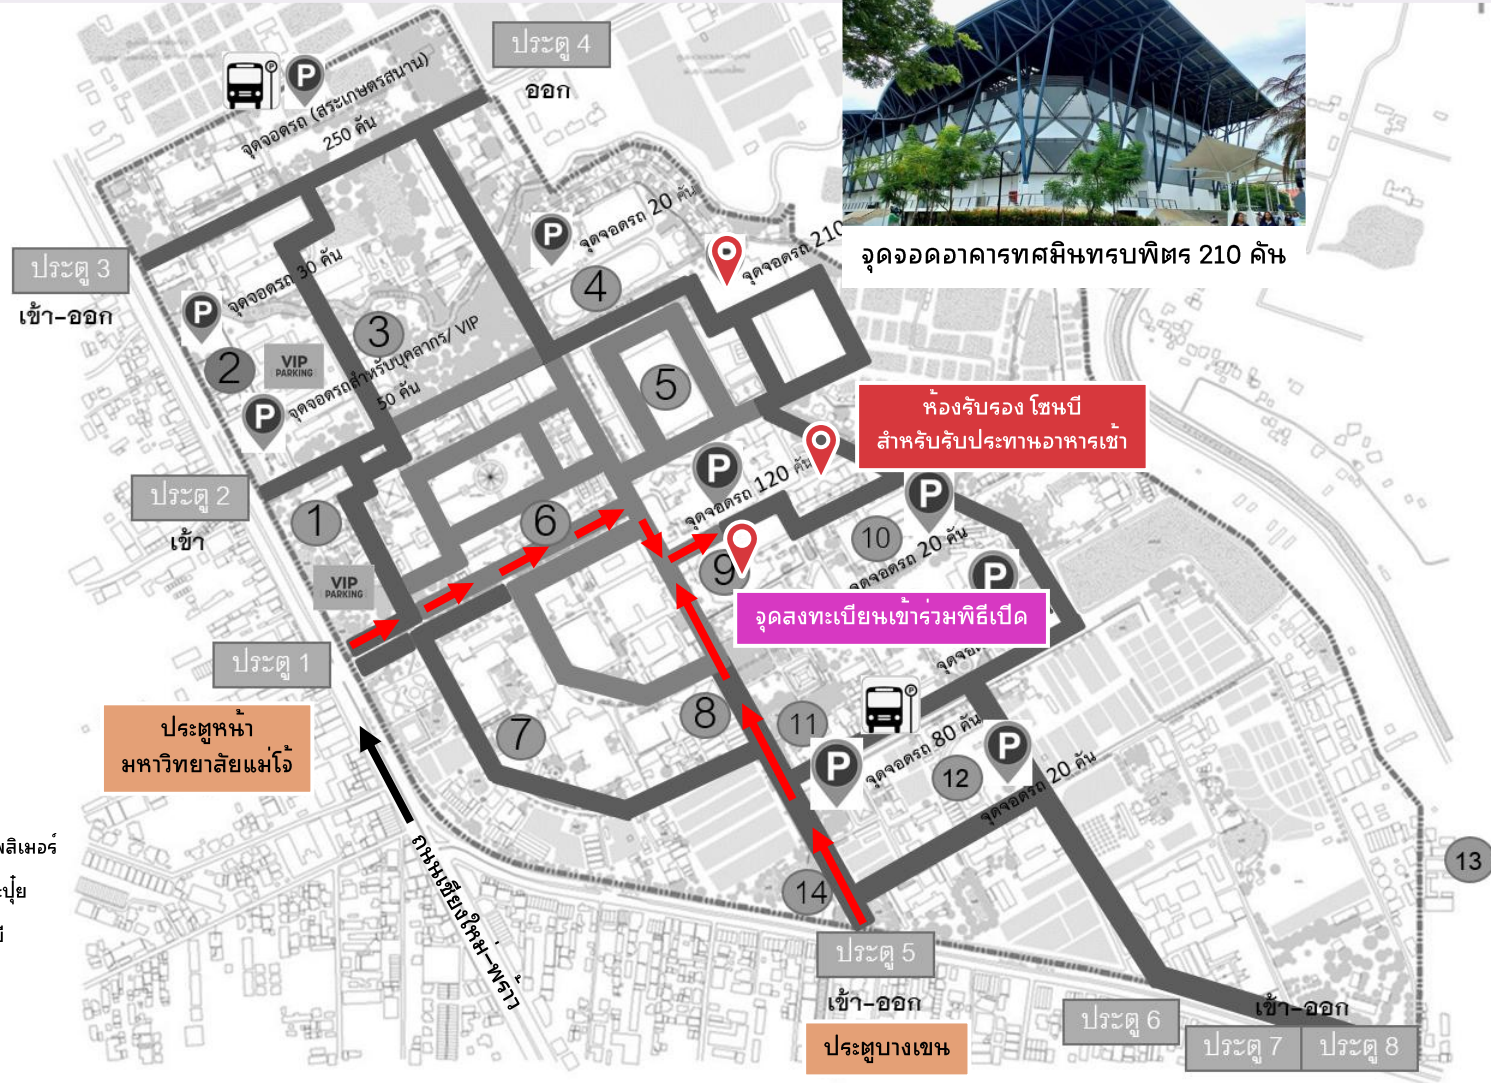 ประตู 4
ออก
P
P
จุดจอดรถ (สระเกษตรสนาน)
250 คัน
จุดจอดอาคารทศมินทรบพิตร 210 คัน
ประตู 3
เข้า-ออก
P
จุดจอดรถ 20 คัน
จุดจอดรถ 210
4
P
จุดจอดรถ 30 คัน
3
2
VIP
PARKING
P
จุดจอดรถสำหรับบุคลากร/ VIP
50 คัน
5
ห้องรับรอง โซนบี
สำหรับรับประทานอาหารเช้า
ประตู 2
เข้า
1
6
P
จุดจอดรถ 120 คัน
P
10
จุดจอดรถ 20 คัน
9
P
VIP
PARKING
จุดลงทะเบียนเข้าร่วมพิธีเปิด
ประตู 1
ประตูหน้า
มหาวิทยาลัยแม่โจ้
7
8
11
P
P
จุดจอดรถ 80 คัน
P
12
จุดจอดรถ 20 คัน
ถนนเชียงใหม่-พร้าว
13
14
ประตู 5
เข้า-ออก
ประตูบางเขน
ประตู 6
เข้า-ออก
ประตู 7
ประตู 8